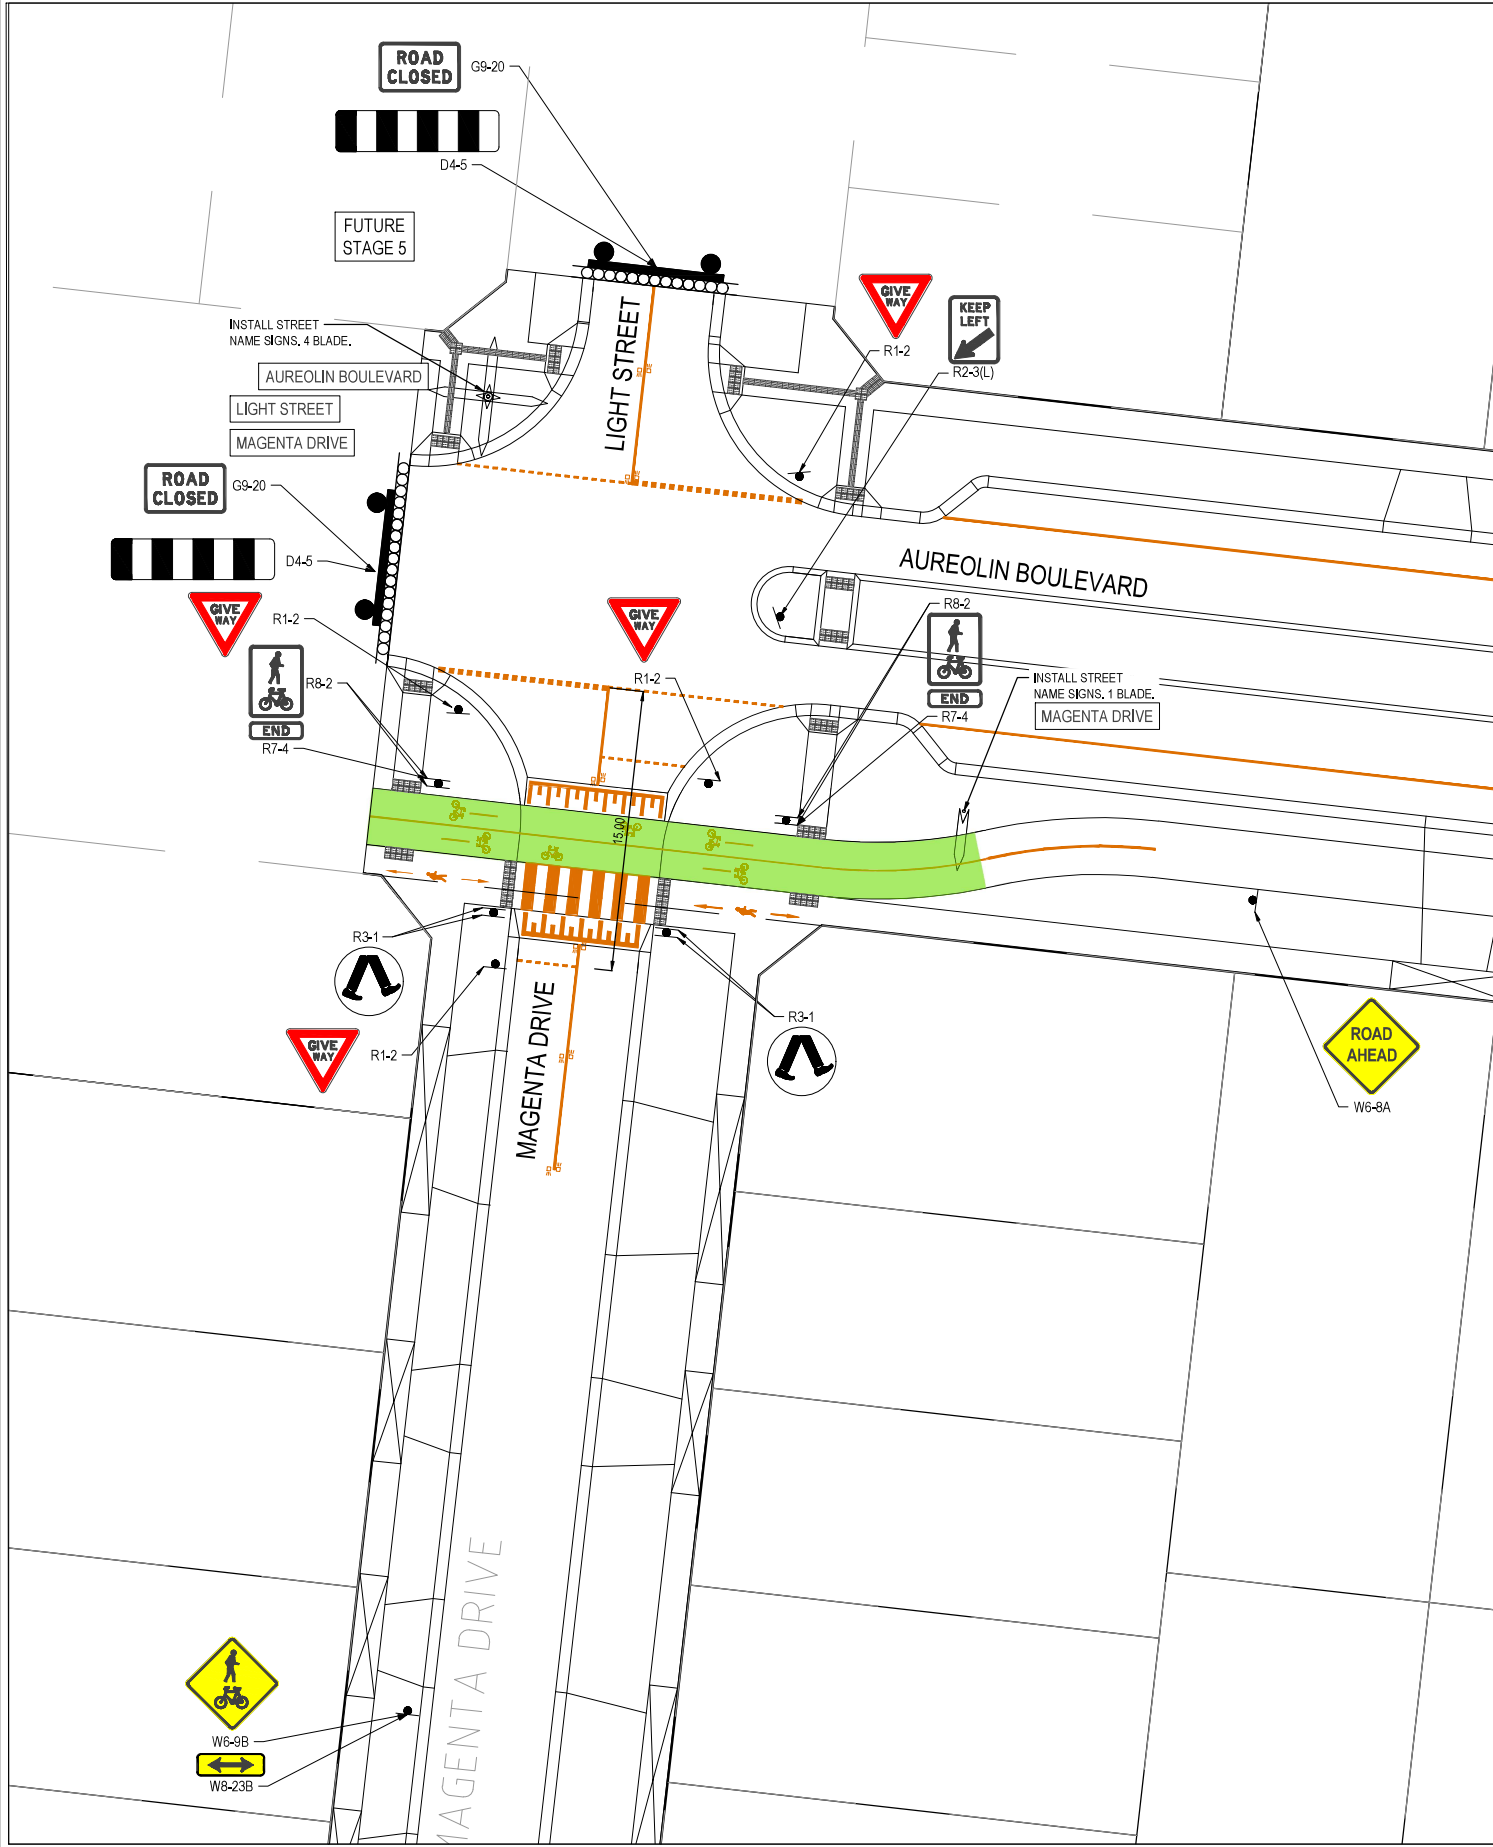 ROAD
CLOSED
G9-20
D4-5
FUTURE
STAGE 5
GIVE
WAY
KEEP
LEFT
R1-2
R2-3(L)
INSTALL STREET
NAME SIGNS. 4 BLADE.
AUREOLIN BOULEVARD
LIGHT STREET
MAGENTA DRIVE
LIGHT STREET
ROAD
CLOSED
G9-20
D4-5
AUREOLIN BOULEVARD
GIVE
WAY
R1-2
GIVE
WAY
R1-2
R8-2
END
R7-4
R8-2
END
R7-4
INSTALL STREET
NAME SIGNS. 1 BLADE.
MAGENTA DRIVE
15.00
R3-1
GIVE
WAY
R1-2
MAGENTA DRIVE
R3-1
ROAD
AHEAD
W6-8A
MAGENTA DRIVE
W6-9B
W8-23B